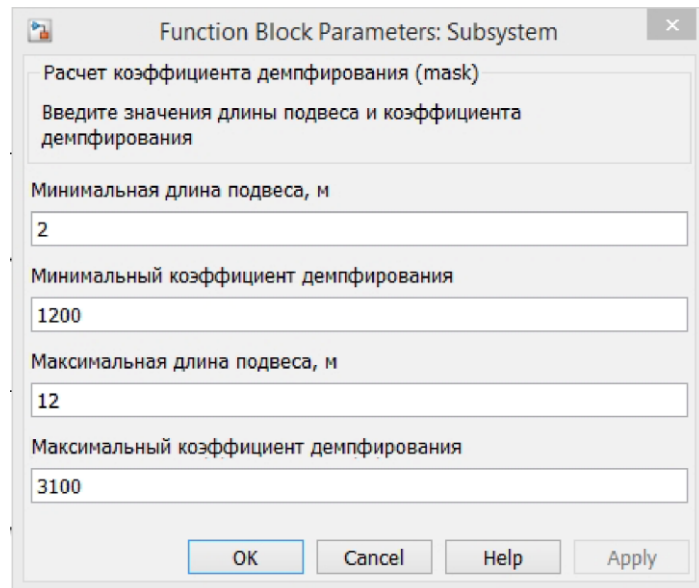 Function Block Parameters: Subsystem
Расчет коэффициента демпфирования (mask)
Введите значения длины подвеса и коэффициента
демпфирования
Минимальная длина подвеса, м
2
Минимальный коэффициент демпфирования
1200
Максимальная длина подвеса, м
12
Максимальный коэффициент демпфирования
3100
OK Cancel Help Apply